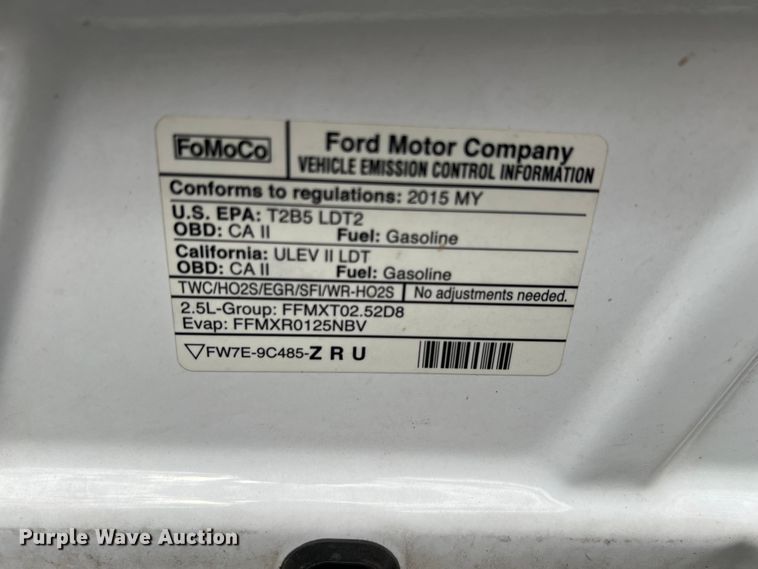 FoMoCo
Ford Motor Company
VEHICLE EMISSION CONTROL INFORMATION
Conforms to regulations: 2015 MY
U.S. EPA: T2B5 LDT2
OBD: CA II Fuel: Gasoline
California: ULEV II LDT
OBD: CA II Fuel: Gasoline
TWC/HO2S/EGR/SFI/WR-HO2S No adjustments needed.
2.5L-Group: FFMXT02.52D8
Evap: FFMXR0125NBV
▽FW7E-9C485-Z R U
Purple Wave Auction